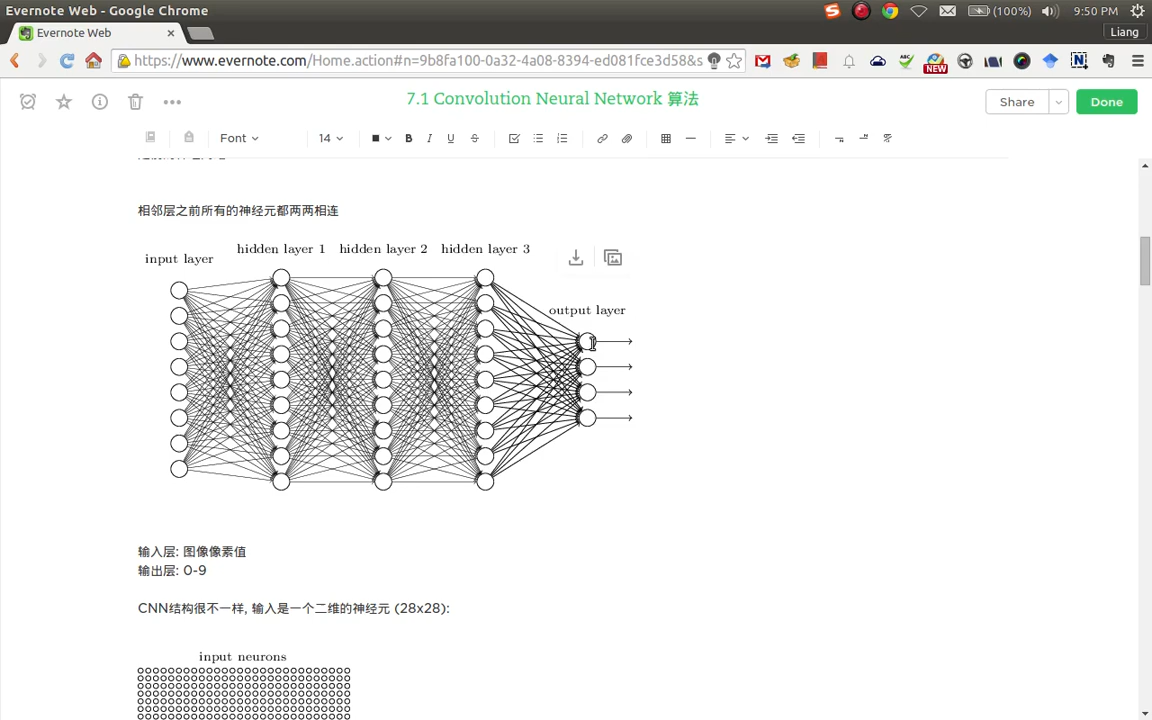 Evernote Web - Google Chrome
(100%)
9:50 PM
Evernote Web
Liang
https://www.evernote.com/Home.action#n=9b8fa100-0a32-4a08-8394-ed081fce3d58&s
NEW
7.1 Convolution Neural Network 算法
Share
Done
Font
14
B
I
U
相邻层之前所有的神经元都两两相连
hidden layer 1 hidden layer 2 hidden layer 3
input layer
output layer
输入层: 图像像素值
输出层: 0-9
CNN结构很不一样, 输入是一个二维的神经元 (28x28):
input neurons